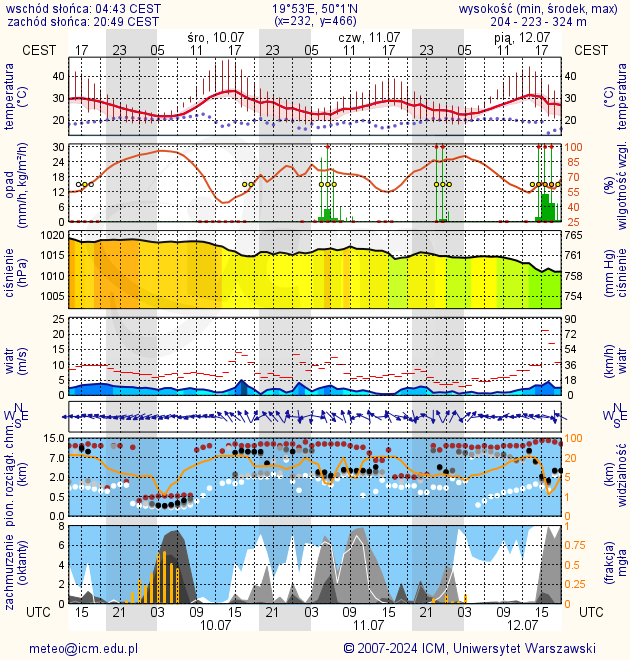 wschód słońca: 04:43 CEST
19°53'E, 50°1'N
wysokość (min, środek, max)
zachód słońca: 20:49 CEST
(x=232, y=466)
204 - 223 - 324 m
śro, 10.07
czw, 11.07
pią, 12.07
CEST
17 23 05 11 17 23 05 11 17 23 05 11 17
CEST
temperatura
(°C)
40
30
20
40
30
20
(°C)
temperatura
opad
(mm/h, kg/m²/h)
30
24
18
12
6
0
100
85
70
55
40
25
(%)
wilgotność wzgl.
ciśnienie
(hPa)
1020
1015
1010
1005
765
761
758
754
(mm Hg)
ciśnienie
wiatr
(m/s)
25
20
15
10
5
0
90
72
54
36
18
0
(km/h)
wiatr
N
W E
S
N
W E
S
pion. rozciągł. chm.
(km)
15.0
7.0
2.0
0.5
0.0
100
20
5
1
0
(km)
widzialność
zachmurzenie
(oktanty)
8
6
4
2
0
1
0.75
0.5
0.25
0
(frakcja)
mgła
UTC
15 21 03 09 15 21 03 09 15 21 03 09 15
UTC
10.07
11.07
12.07
meteo@icm.edu.pl
© 2007-2024 ICM, Uniwersytet Warszawski